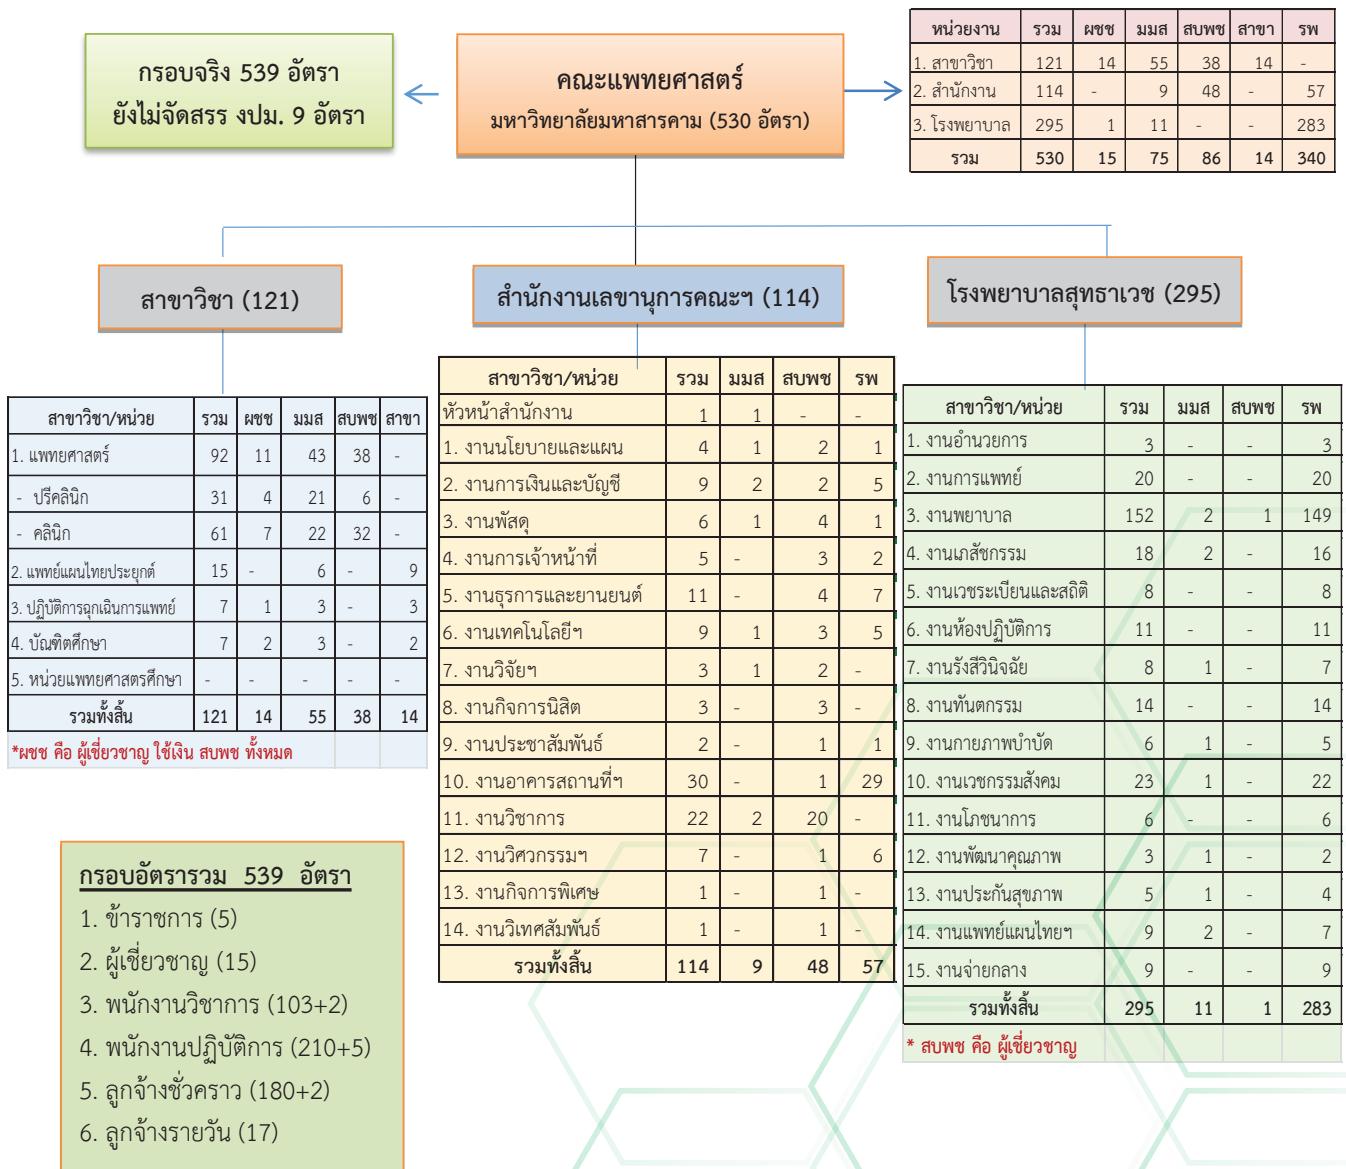 กรอบจริง 539 อัตรา
ยังไม่จัดสรร งปม. 9 อัตรา
คณะแพทยศาสตร์
มหาวิทยาลัยมหาสารคาม (530 อัตรา)
หน่วยงาน รวม ผชช มมส สบพช สาขา รพ
1. สาขาวิชา 121 14 55 38 14 -
2. สำนักงาน 114 - 9 48 - 57
3. โรงพยาบาล 295 1 11 - - 283
รวม 530 15 75 86 14 340
สาขาวิชา (121)
สาขาวิชา/หน่วย รวม ผชช มมส สบพช สาขา
1. แพทยศาสตร์ 92 11 43 38 -
- ปรีคลินิก 31 4 21 6 -
- คลินิก 61 7 22 32 -
2. แพทย์แผนไทยประยุกต์ 15 - 6 - 9
3. ปฏิบัติการฉุกเฉินการแพทย์ 7 1 3 - 3
4. บัณฑิตศึกษา 7 2 3 - 2
5. หน่วยแพทยศาสตรศึกษา - - - - -
รวมทั้งสิ้น 121 14 55 38 14
*ผชช คือ ผู้เชี่ยวชาญ ใช้เงิน สบพช ทั้งหมด
สำนักงานเลขานุการคณะฯ (114)
สาขาวิชา/หน่วย รวม มมส สบพช รพ
หัวหน้าสำนักงาน 1 1 - -
1. งานนโยบายและแผน 4 1 2 1
2. งานการเงินและบัญชี 9 2 2 5
3. งานพัสดุ 6 1 4 1
4. งานการเจ้าหน้าที่ 5 - 3 2
5. งานธุรการและยานยนต์ 11 - 4 7
6. งานเทคโนโลยีฯ 9 1 3 5
7. งานวิจัยฯ 3 1 2 -
8. งานกิจการนิสิต 3 - 3 -
9. งานประชาสัมพันธ์ 2 - 1 1
10. งานอาคารสถานที่ฯ 30 - 1 29
11. งานวิชาการ 22 2 20 -
12. งานวิศวกรรมฯ 7 - 1 6
13. งานกิจการพิเศษ 1 - 1 -
14. งานวิเทศสัมพันธ์ 1 - 1 -
รวมทั้งสิ้น 114 9 48 57
โรงพยาบาลสุทธาเวช (295)
สาขาวิชา/หน่วย รวม มมส สบพช รพ
1. งานอำนวยการ 3 - - 3
2. งานการแพทย์ 20 - - 20
3. งานพยาบาล 152 2 1 149
4. งานเภสัชกรรม 18 2 - 16
5. งานเวชระเบียนและสถิติ 8 - - 8
6. งานห้องปฏิบัติการ 11 - - 11
7. งานรังสีวินิจฉัย 8 1 - 7
8. งานทันตกรรม 14 - - 14
9. งานกายภาพบำบัด 6 1 - 5
10. งานเวชกรรมสังคม 23 1 - 22
11. งานโภชนาการ 6 - - 6
12. งานพัฒนาคุณภาพ 3 1 - 2
13. งานประกันสุขภาพ 5 1 - 4
14. งานแพทย์แผนไทยฯ 9 2 - 7
15. งานจ่ายกลาง 9 - - 9
รวมทั้งสิ้น 295 11 1 283
* สบพช คือ ผู้เชี่ยวชาญ
กรอบอัตรารวม 539 อัตรา
1. ข้าราชการ (5)
2. ผู้เชี่ยวชาญ (15)
3. พนักงานวิชาการ (103+2)
4. พนักงานปฏิบัติการ (210+5)
5. ลูกจ้างชั่วคราว (180+2)
6. ลูกจ้างรายวัน (17)